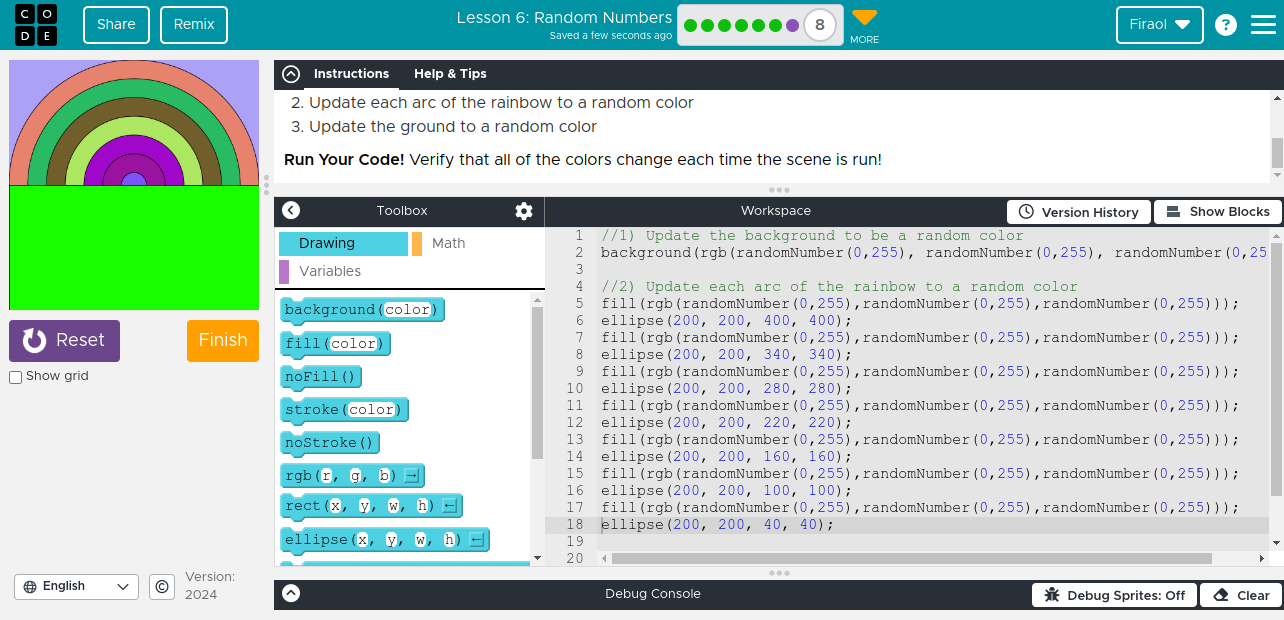 C O
D E
Share
Remix
Lesson 6: Random Numbers
Saved a few seconds ago
8
MORE
Firaol
?
Instructions
Help & Tips
2. Update each arc of the rainbow to a random color
3. Update the ground to a random color
Run Your Code! Verify that all of the colors change each time the scene is run!
Toolbox
Workspace
Version History
Show Blocks
Drawing
Math
Variables
background(color)
fill(color)
noFill()
stroke(color)
noStroke()
rgb(r, g, b)
rect(x, y, w, h)
ellipse(x, y, w, h)
1 //1) Update the background to be a random color
2 background(rgb(randomNumber(0,255), randomNumber(0,255), randomNumber(0,25
3
4 //2) Update each arc of the rainbow to a random color
5 fill(rgb(randomNumber(0,255),randomNumber(0,255),randomNumber(0,255)));
6 ellipse(200, 200, 400, 400);
7 fill(rgb(randomNumber(0,255),randomNumber(0,255),randomNumber(0,255)));
8 ellipse(200, 200, 340, 340);
9 fill(rgb(randomNumber(0,255),randomNumber(0,255),randomNumber(0,255)));
10 ellipse(200, 200, 280, 280);
11 fill(rgb(randomNumber(0,255),randomNumber(0,255),randomNumber(0,255)));
12 ellipse(200, 200, 220, 220);
13 fill(rgb(randomNumber(0,255),randomNumber(0,255),randomNumber(0,255)));
14 ellipse(200, 200, 160, 160);
15 fill(rgb(randomNumber(0,255),randomNumber(0,255),randomNumber(0,255)));
16 ellipse(200, 200, 100, 100);
17 fill(rgb(randomNumber(0,255),randomNumber(0,255),randomNumber(0,255)));
18 ellipse(200, 200, 40, 40);
19
20
Reset
Finish
Show grid
English
©
Version:
2024
Debug Console
Debug Sprites: Off
Clear